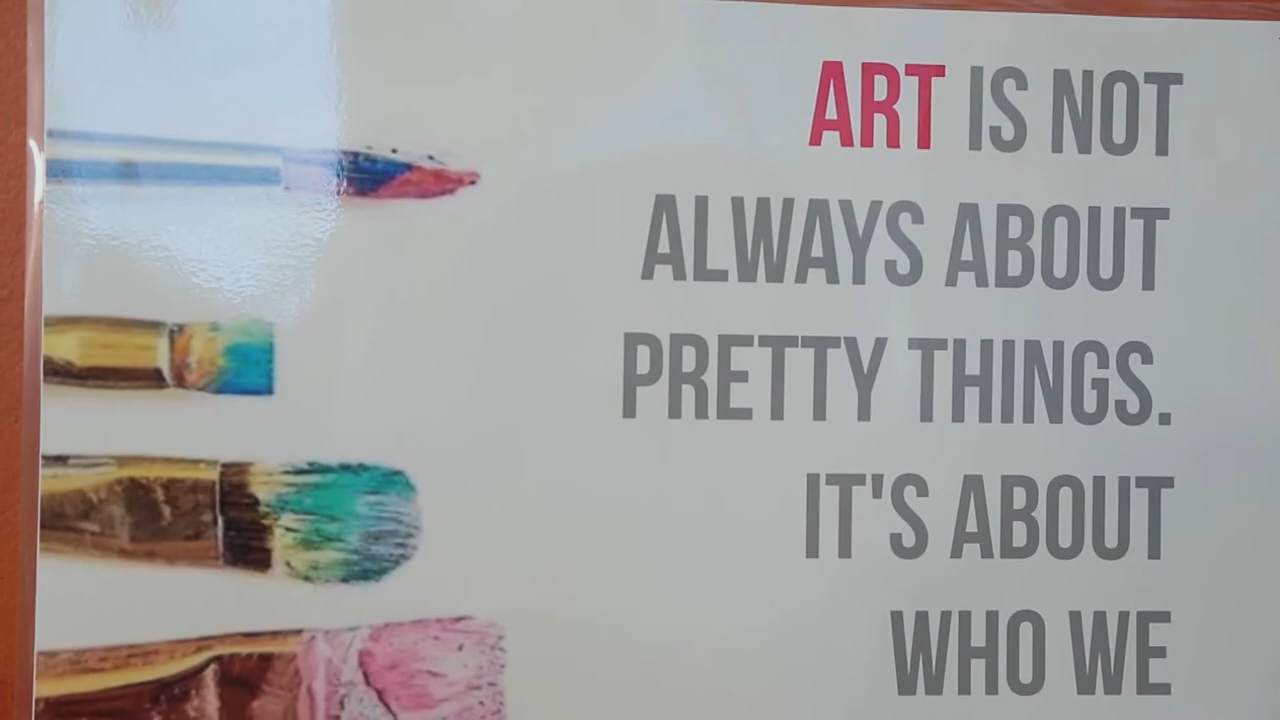 ART IS NOT
ALWAYS ABOUT
PRETTY THINGS.
IT'S ABOUT
WHO WE